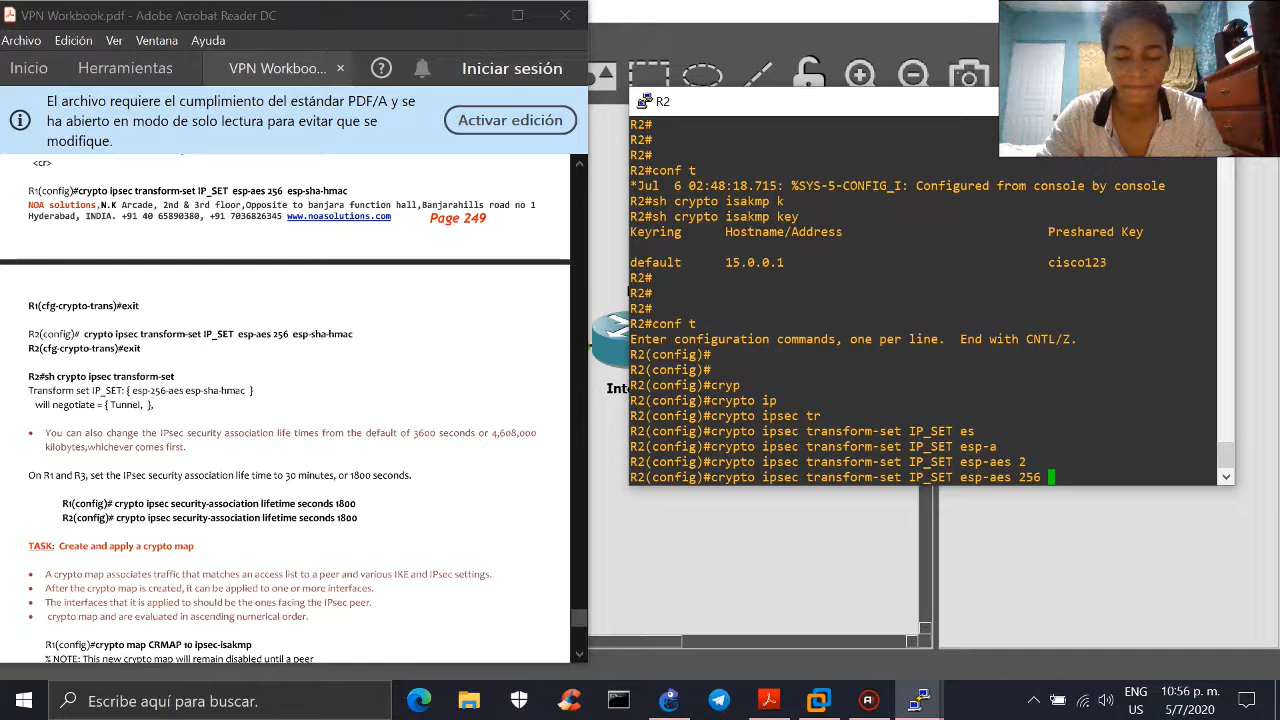 VPN Workbook.pdf - Adobe Acrobat Reader DC
Archivo Edición Ver Ventana Ayuda
Inicio Herramientas VPN Workboo... × Iniciar sesión
El archivo requiere el cumplimiento del estándar PDF/A y se
ha abierto en modo de solo lectura para evitar que se
modifique.
Activar edición
<cr>
R1(config)#crypto ipsec transform-set IP_SET esp-aes 256 esp-sha-hmac
NOA solutions,N.K Arcade, 2nd & 3rd floor,Opposite to banjara function hall,Banjarahills road no 1
Hyderabad, INDIA. +91 40 65890380, +91 7036826345 www.noasolutions.com Page 249
R1(cfg-crypto-trans)#exit
R2(config)# crypto ipsec transform-set IP_SET esp-aes 256 esp-sha-hmac
R2(cfg-crypto-trans)#exit
R2#sh crypto ipsec transform-set
Transform set IP_SET: { esp-256-aes esp-sha-hmac }
will negotiate = { Tunnel, },
• You can also change the IPsec security association life times from the default of 3600 seconds or 4,608,000
kilobytes,whichever comes first.
On R1 and R3, set the IPsec security association life time to 30 minutes, or 1800 seconds.
R1(config)# crypto ipsec security-association lifetime seconds 1800
R2(config)# crypto ipsec security-association lifetime seconds 1800
TASK: Create and apply a crypto map
• A crypto map associates traffic that matches an access list to a peer and various IKE and IPsec settings.
• After the crypto map is created, it can be applied to one or more interfaces.
• The interfaces that it is applied to should be the ones facing the IPsec peer.
• crypto map and are evaluated in ascending numerical order.
R1(config)#crypto map CRMAP 10 ipsec-isakmp
% NOTE: This new crypto map will remain disabled until a peer
Int
R2
R2#
R2#
R2#
R2#conf t
*Jul 6 02:48:18.715: %SYS-5-CONFIG_I: Configured from console by console
R2#sh crypto isakmp k
R2#sh crypto isakmp key
Keyring Hostname/Address Preshared Key
default 15.0.0.1 cisco123
R2#
R2#
R2#
R2#conf t
Enter configuration commands, one per line. End with CNTL/Z.
R2(config)#
R2(config)#
R2(config)#cryp
R2(config)#crypto ip
R2(config)#crypto ipsec tr
R2(config)#crypto ipsec transform-set IP_SET es
R2(config)#crypto ipsec transform-set IP_SET esp-a
R2(config)#crypto ipsec transform-set IP_SET esp-aes 2
R2(config)#crypto ipsec transform-set IP_SET esp-aes 256
Escribe aquí para buscar.
ENG 10:56 p. m.
US 5/7/2020